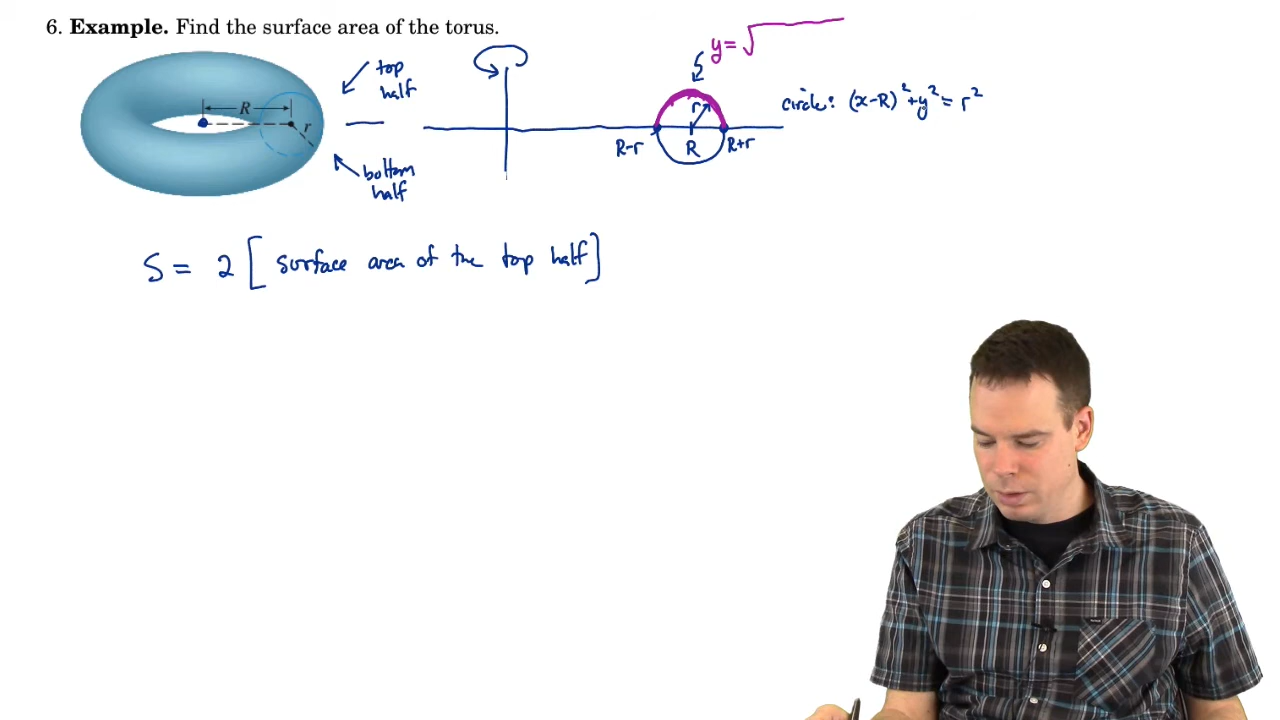 6. Example. Find the surface area of the torus.
R
r
top
half
bottom
half
y=√
r
R-r
R
R+r
circle: (x-R)²+y²=r²
S = 2 [surface area of the top half]